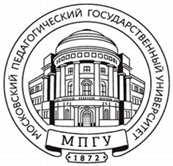 МОСКОВСКИЙ ПЕДАГОГИЧЕСКИЙ ГОСУДАРСТВЕННЫЙ УНИВЕРСИТЕТ
МПГУ
1872